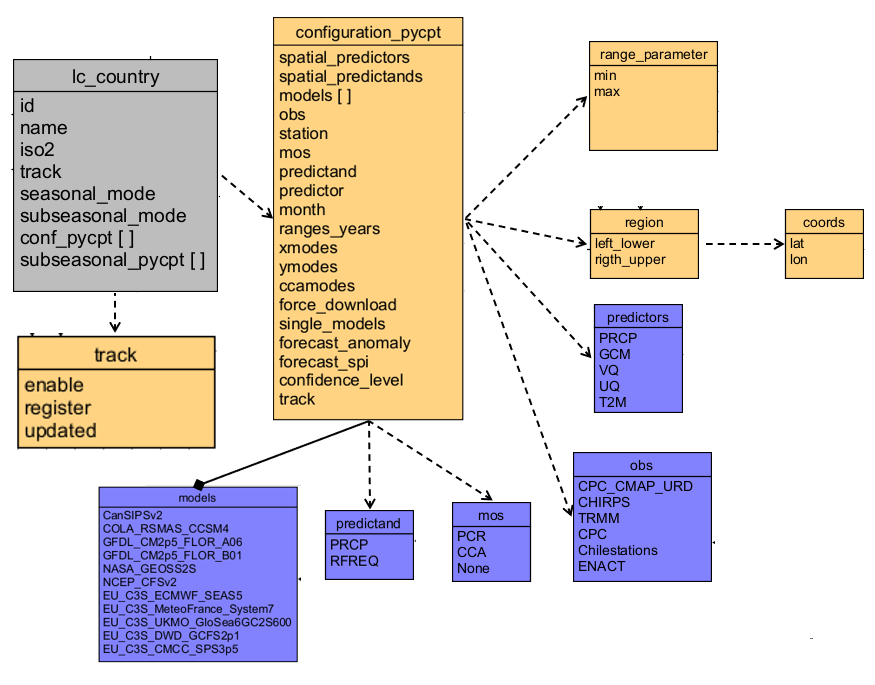 lc_country
id
name
iso2
track
seasonal_mode
subseasonal_mode
conf_pycpt [ ]
subseasonal_pycpt [ ]
track
enable
register
updated
configuration_pycpt
spatial_predictors
spatial_predictands
models [ ]
obs
station
mos
predictand
predictor
month
ranges_years
xmodes
ymodes
ccamodes
force_download
single_models
forecast_anomaly
forecast_spi
confidence_level
track
range_parameter
min
max
region
left_lower
rigth_upper
coords
lat
lon
predictors
PRCP
GCM
VQ
UQ
T2M
obs
CPC_CMAP_URD
CHIRPS
TRMM
CPC
Chilestations
ENACT
models
CanSIPSv2
COLA_RSMAS_CCSM4
GFDL_CM2p5_FLOR_A06
GFDL_CM2p5_FLOR_B01
NASA_GEOSS2S
NCEP_CFSv2
EU_C3S_ECMWF_SEAS5
EU_C3S_MeteoFrance_System7
EU_C3S_UKMO_GloSea6GC2S600
EU_C3S_DWD_GCFS2p1
EU_C3S_CMCC_SPS3p5
predictand
PRCP
RFREQ
mos
PCR
CCA
None